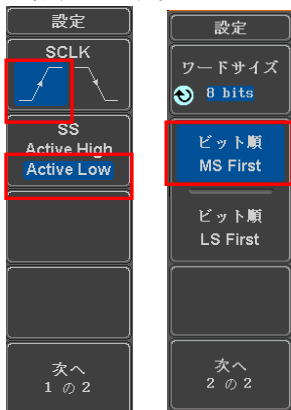 設定
SCLK
SS
Active High
Active Low
次へ
1 の 2
設定
ワードサイズ
8 bits
ビット順
MS First
ビット順
LS First
次へ
2 の 2